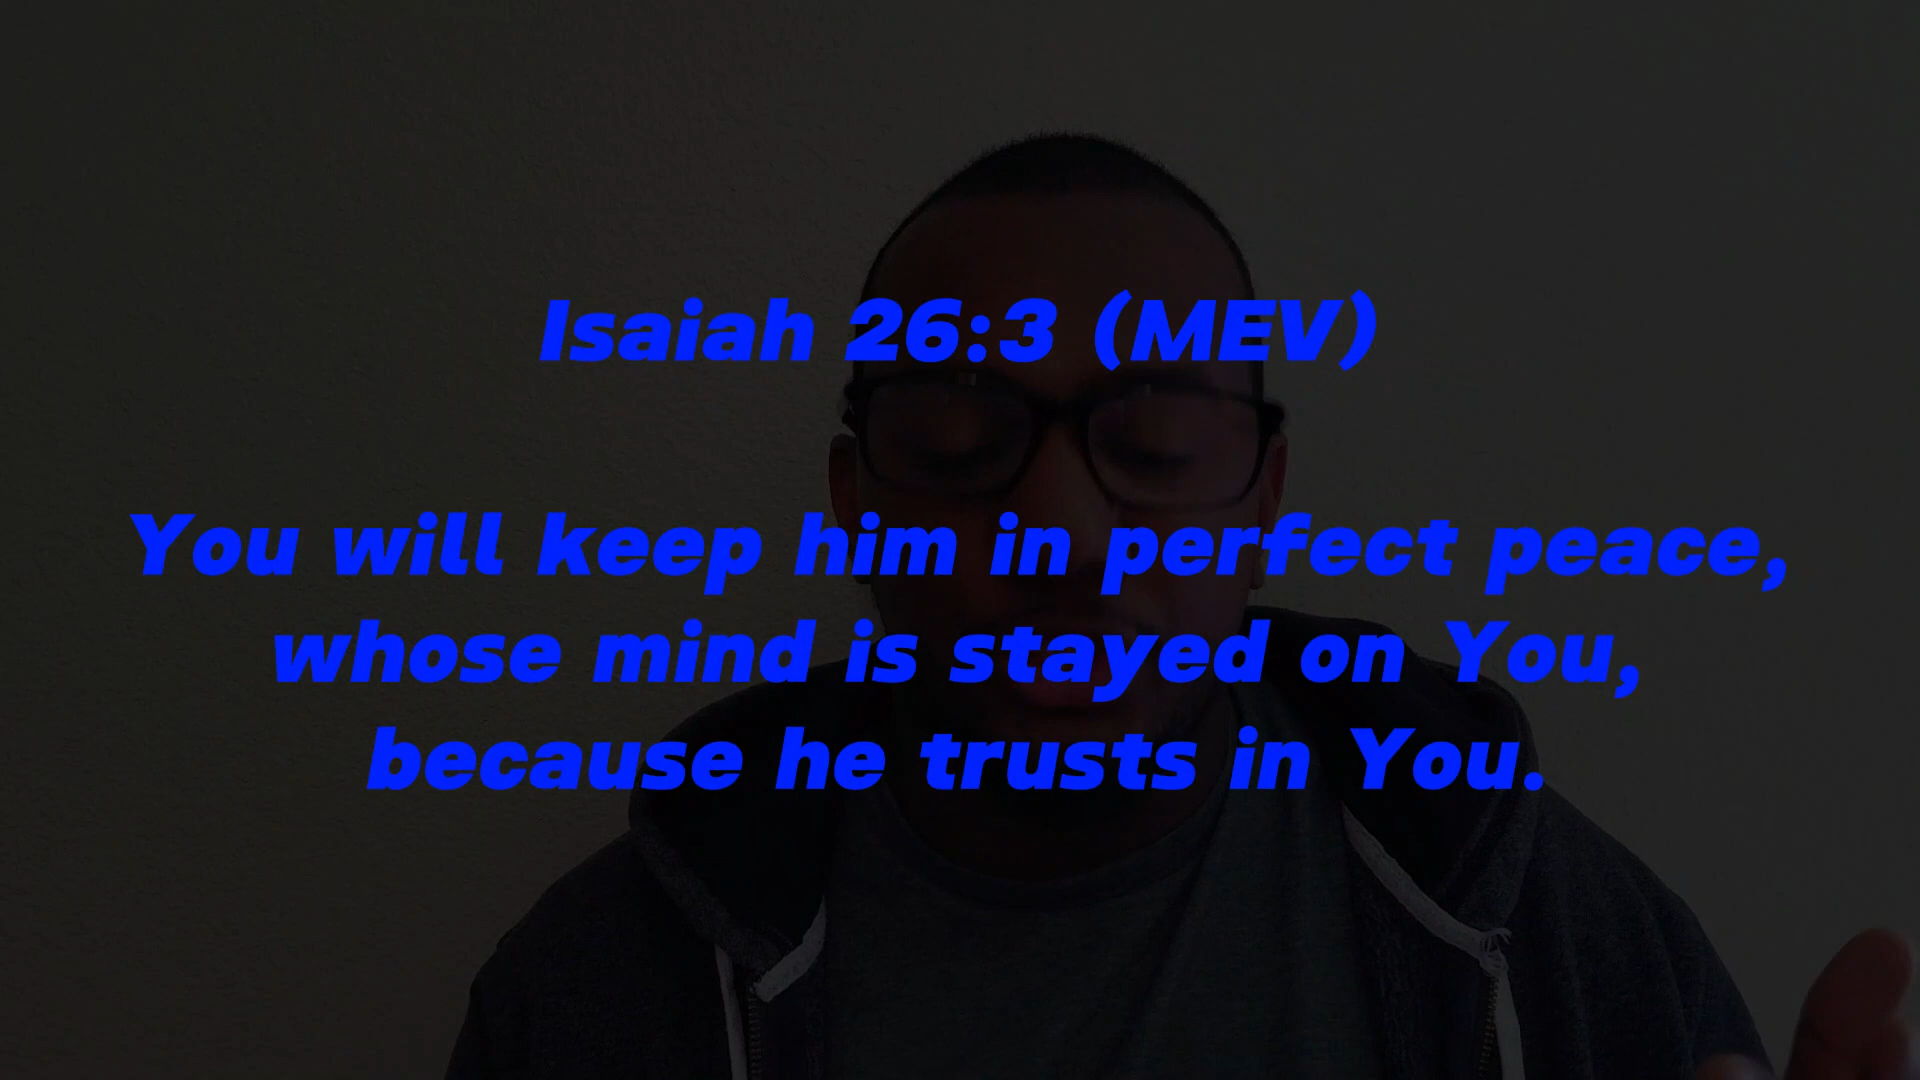 Isaiah 26:3 (MEV)
You will keep him in perfect peace,
whose mind is stayed on You,
because he trusts in You.